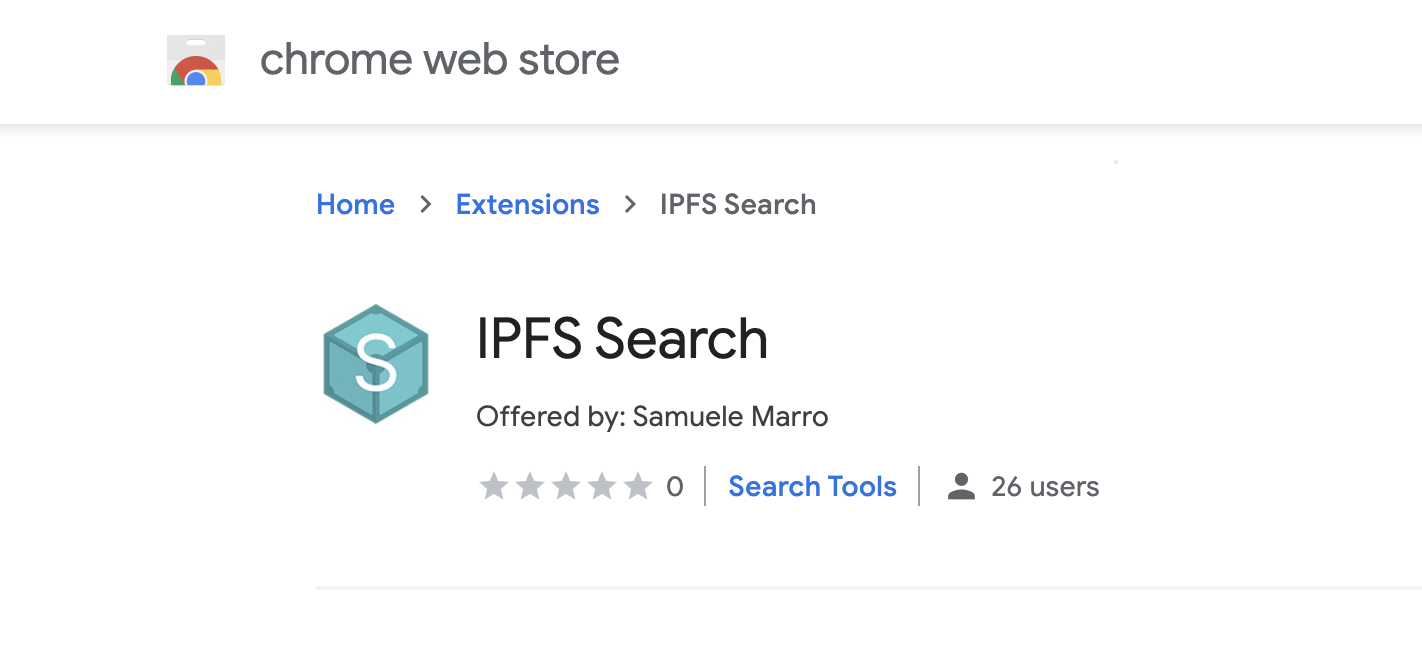 chrome web store
Home > Extensions > IPFS Search
S
IPFS Search
Offered by: Samuele Marro
0 | Search Tools | 26 users